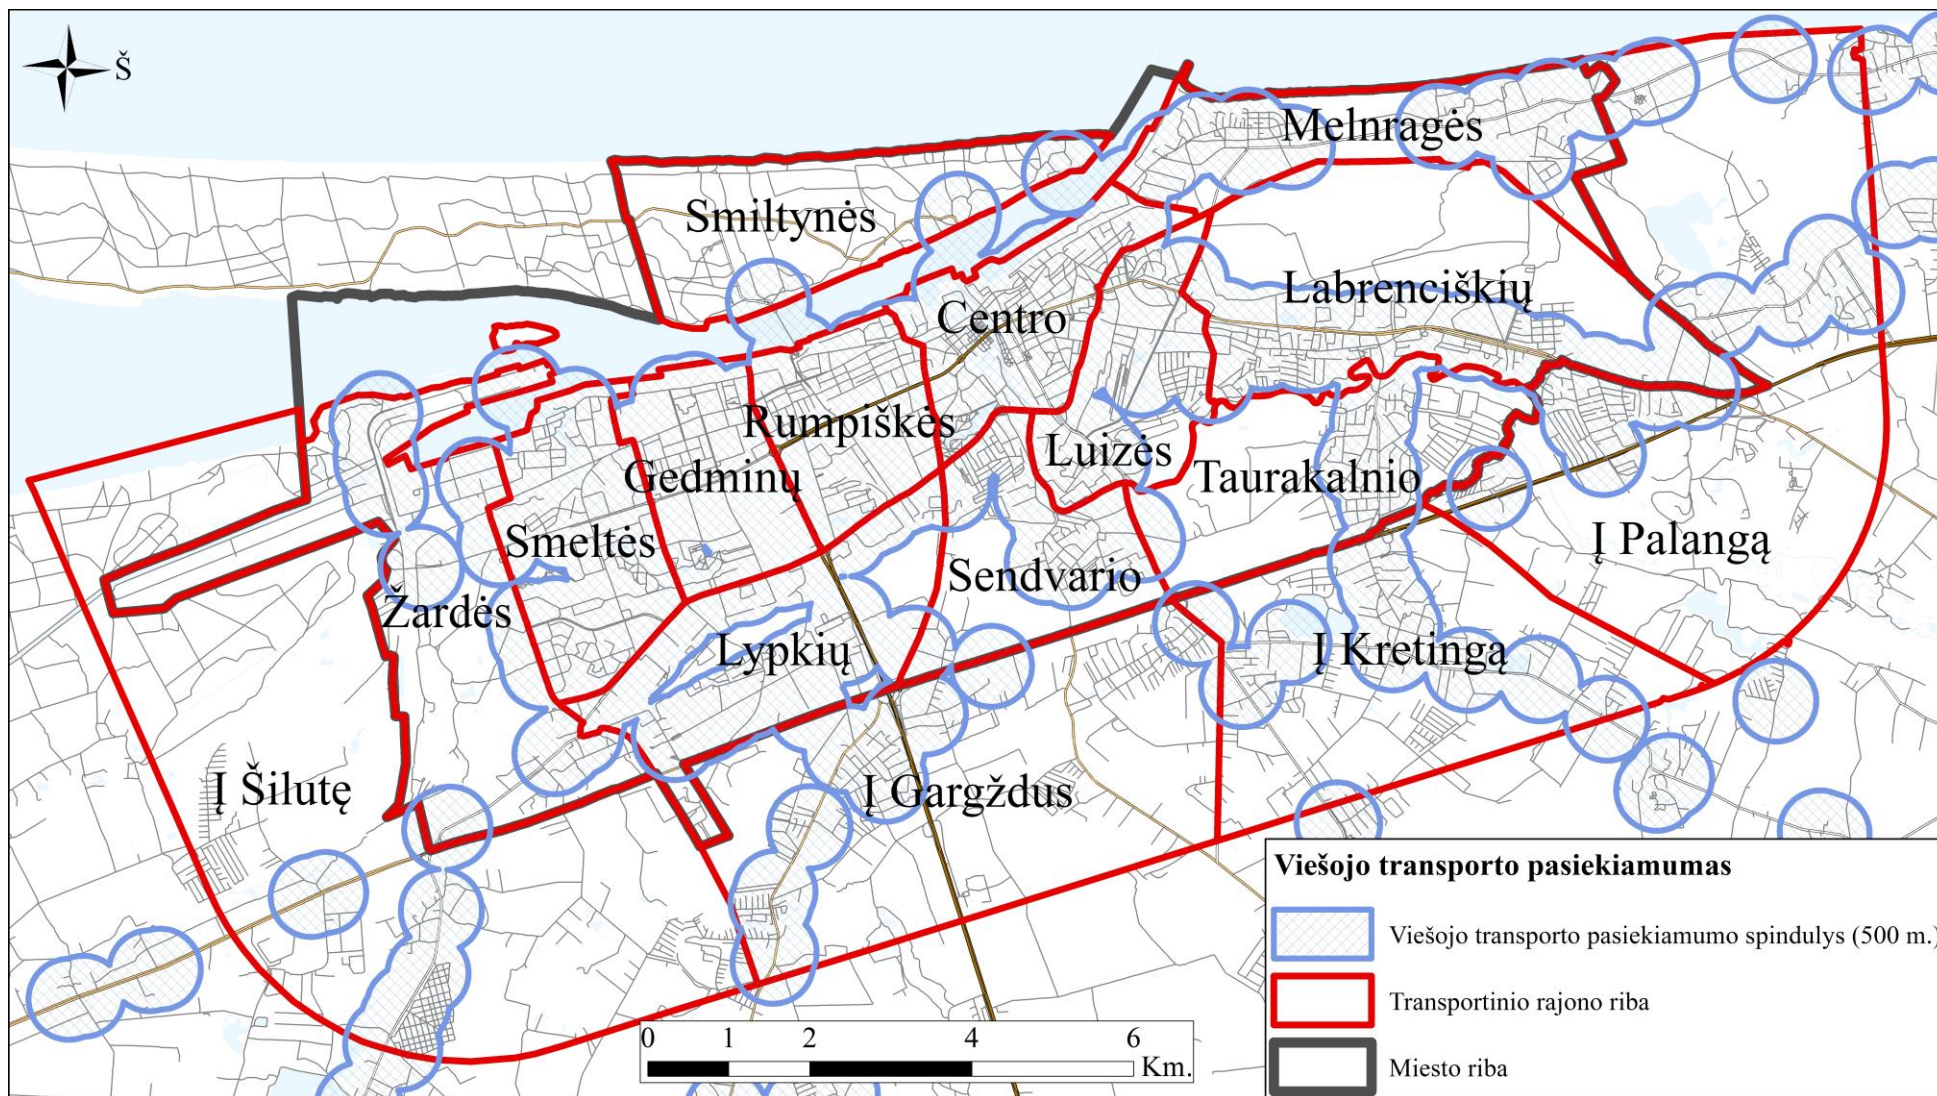 Š
Melnragės
Smiltynės
Labrenciškių
Centro
Rumpiškės
Luizės
Gedminų
Taurakalnio
Smeltės
Į Palangą
Sendvario
Žardės
Lypkių
Į Kretingą
Į Šilutę
Į Gargždus
Viešojo transporto pasiekiamumas
Viešojo transporto pasiekiamumo spindulys (500 m.)
Transportinio rajono riba
Miesto riba
0 1 2 4 6
Km.